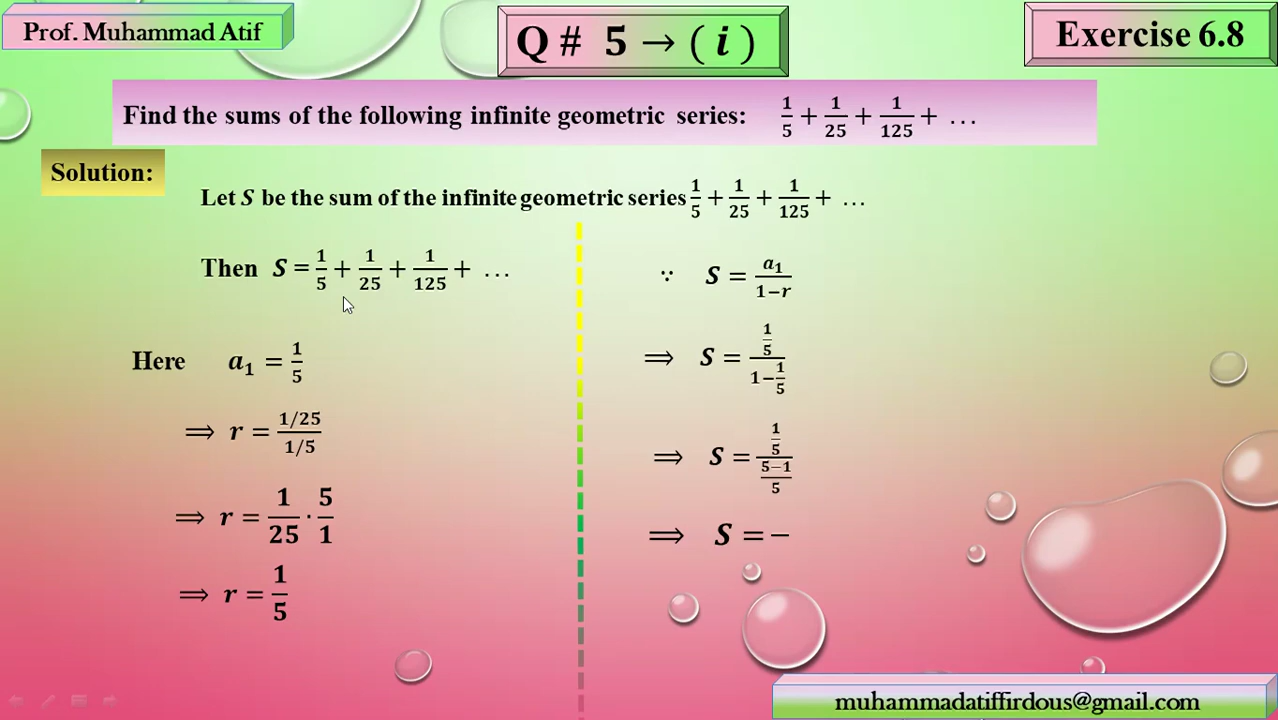 Prof. Muhammad Atif
Q # 5 → ( i )
Exercise 6.8
Find the sums of the following infinite geometric series: 1/5 + 1/25 + 1/125 + …
Solution:
Let S be the sum of the infinite geometric series 1/5 + 1/25 + 1/125 + …
Then S = 1/5 + 1/25 + 1/125 + …
Here a₁ = 1/5
⟹ r = (1/25)/(1/5)
⟹ r = 1/25 · 5/1
⟹ r = 1/5
∵ S = a₁/(1−r)
⟹ S = (1/5)/(1−1/5)
⟹ S = (1/5)/((5−1)/5)
⟹ S = −
muhammadatiffirdous@gmail.com